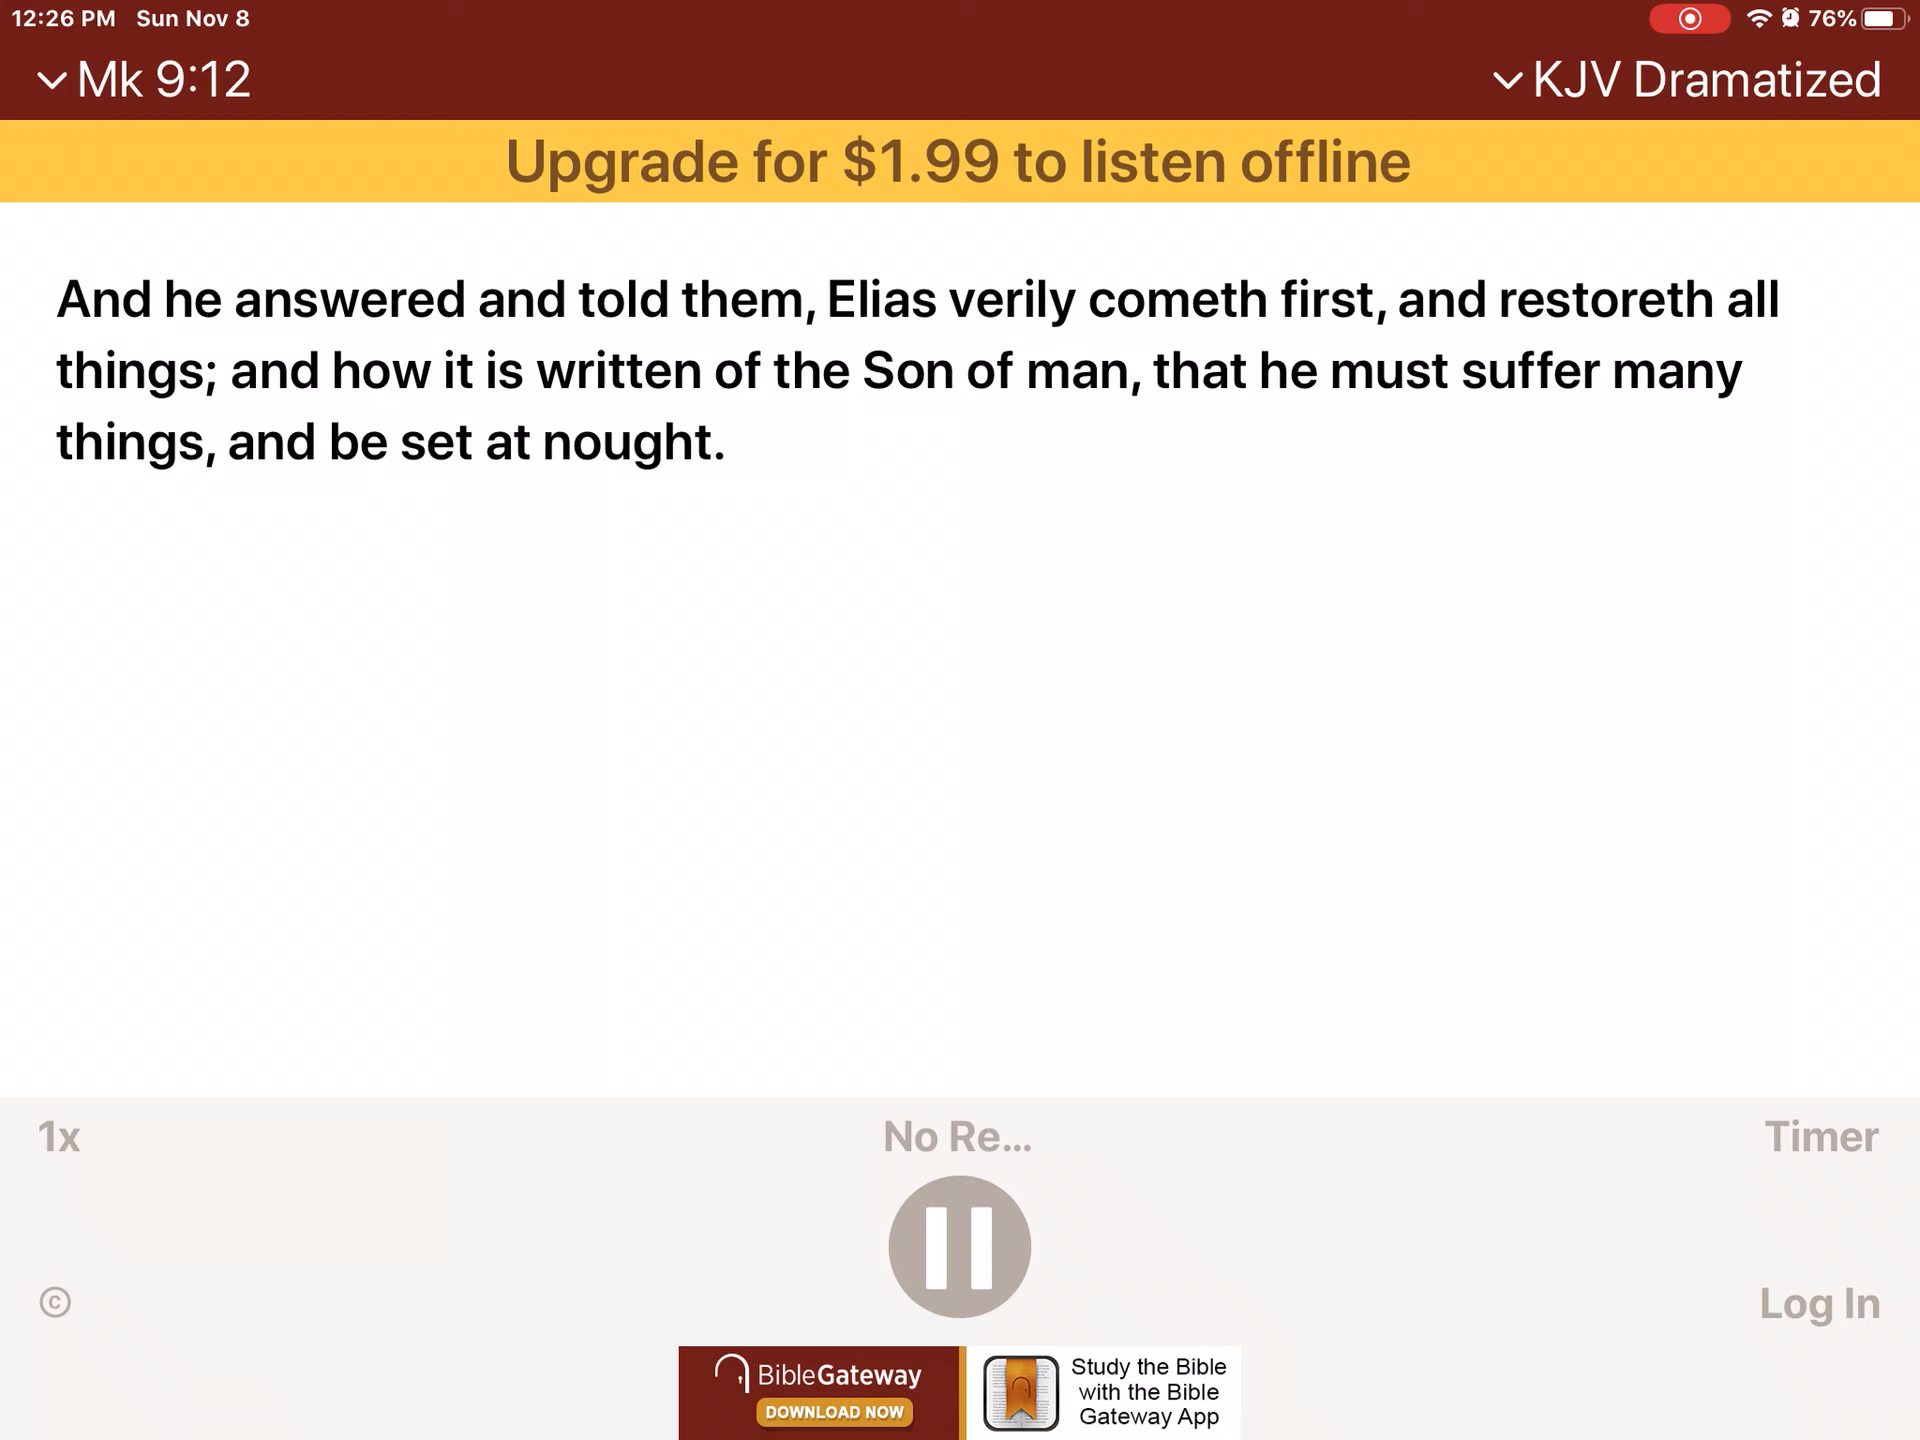 12:26 PM Sun Nov 8 76%
Mk 9:12 KJV Dramatized
Upgrade for $1.99 to listen offline
And he answered and told them, Elias verily cometh first, and restoreth all
things; and how it is written of the Son of man, that he must suffer many
things, and be set at nought.
1x No Re... Timer
© Log In
BibleGateway
DOWNLOAD NOW
Study the Bible
with the Bible
Gateway App